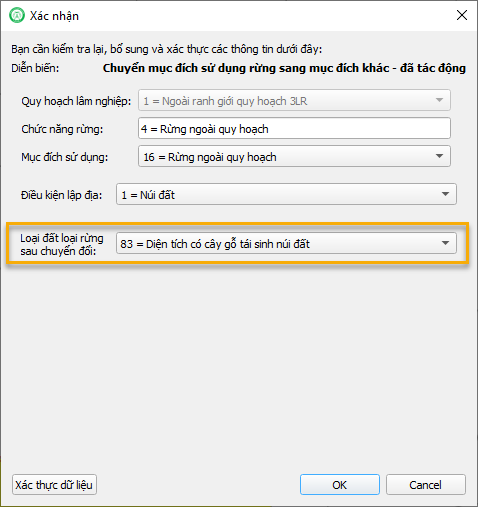 Xác nhận
Bạn cần kiểm tra lại, bổ sung và xác thực các thông tin dưới đây:
Diễn biến: Chuyển mục đích sử dụng rừng sang mục đích khác - đã tác động
Quy hoạch lâm nghiệp: 1 = Ngoài ranh giới quy hoạch 3LR
Chức năng rừng: 4 = Rừng ngoài quy hoạch
Mục đích sử dụng: 16 = Rừng ngoài quy hoạch
Điều kiện lập địa: 1 = Núi đất
Loại đất loại rừng
sau chuyển đổi: 83 = Diện tích có cây gỗ tái sinh núi đất
Xác thực dữ liệu OK Cancel